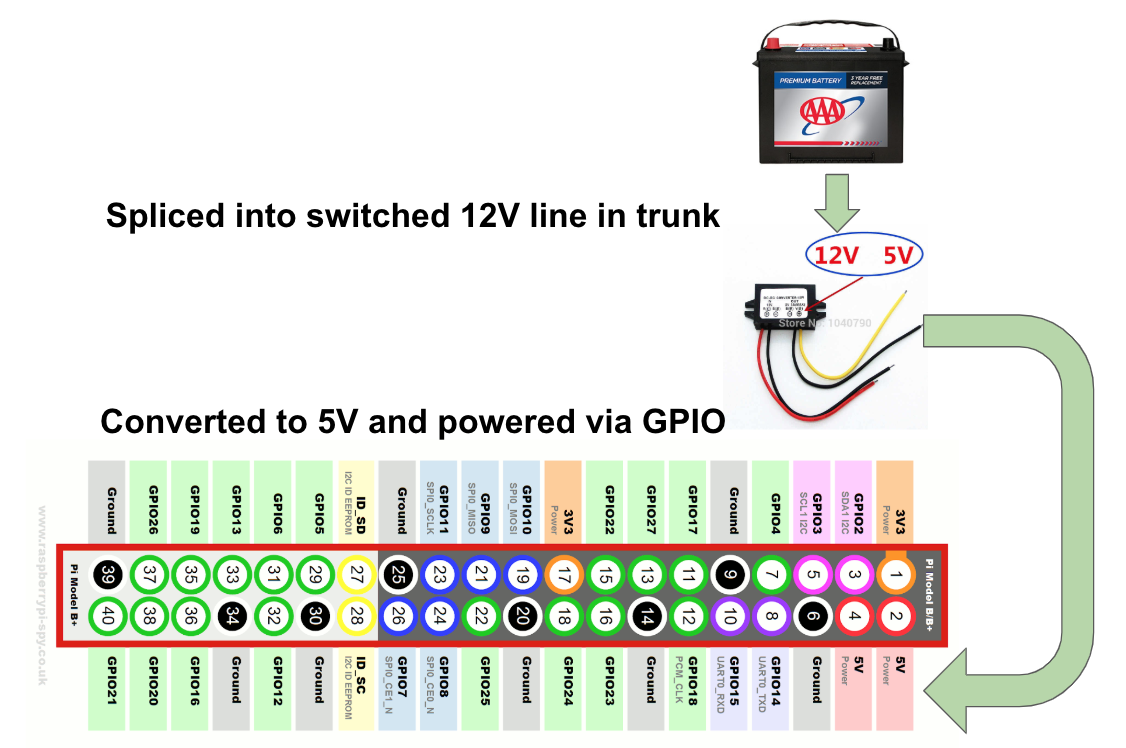 PREMIUM BATTERY
3 YEAR FREE
REPLACEMENT
AAA
Spliced into switched 12V line in trunk
12V 5V
Store No: 1040790
Converted to 5V and powered via GPIO
Ground
GPIO26
GPIO19
GPIO13
GPIO6
GPIO5
ID_SD
I2C ID EEPROM
Ground
GPIO11
SPI0_SCLK
GPIO9
SPI0_MISO
GPIO10
SPI0_MOSI
3V3
Power
GPIO22
GPIO27
GPIO17
Ground
GPIO4
GPIO3
SCL1 I2C
GPIO2
SDA1 I2C
3V3
Power
www.raspberrypi-spy.co.uk
Pi Model B+
39 37 35 33 31 29 27 25 23 21 19 17 15 13 11 9 7 5 3 1
40 38 36 34 32 30 28 26 24 22 20 18 16 14 12 10 8 6 4 2
Pi Model B/B+
GPIO21
GPIO20
GPIO16
Ground
GPIO12
Ground
ID_SC
I2C ID EEPROM
GPIO7
SPI0_CE1_N
GPIO8
SPI0_CE0_N
GPIO25
Ground
GPIO24
GPIO23
GPIO18
PCM_CLK
GPIO15
UART0_RXD
GPIO14
UART0_TXD
Ground
5V
Power
5V
Power